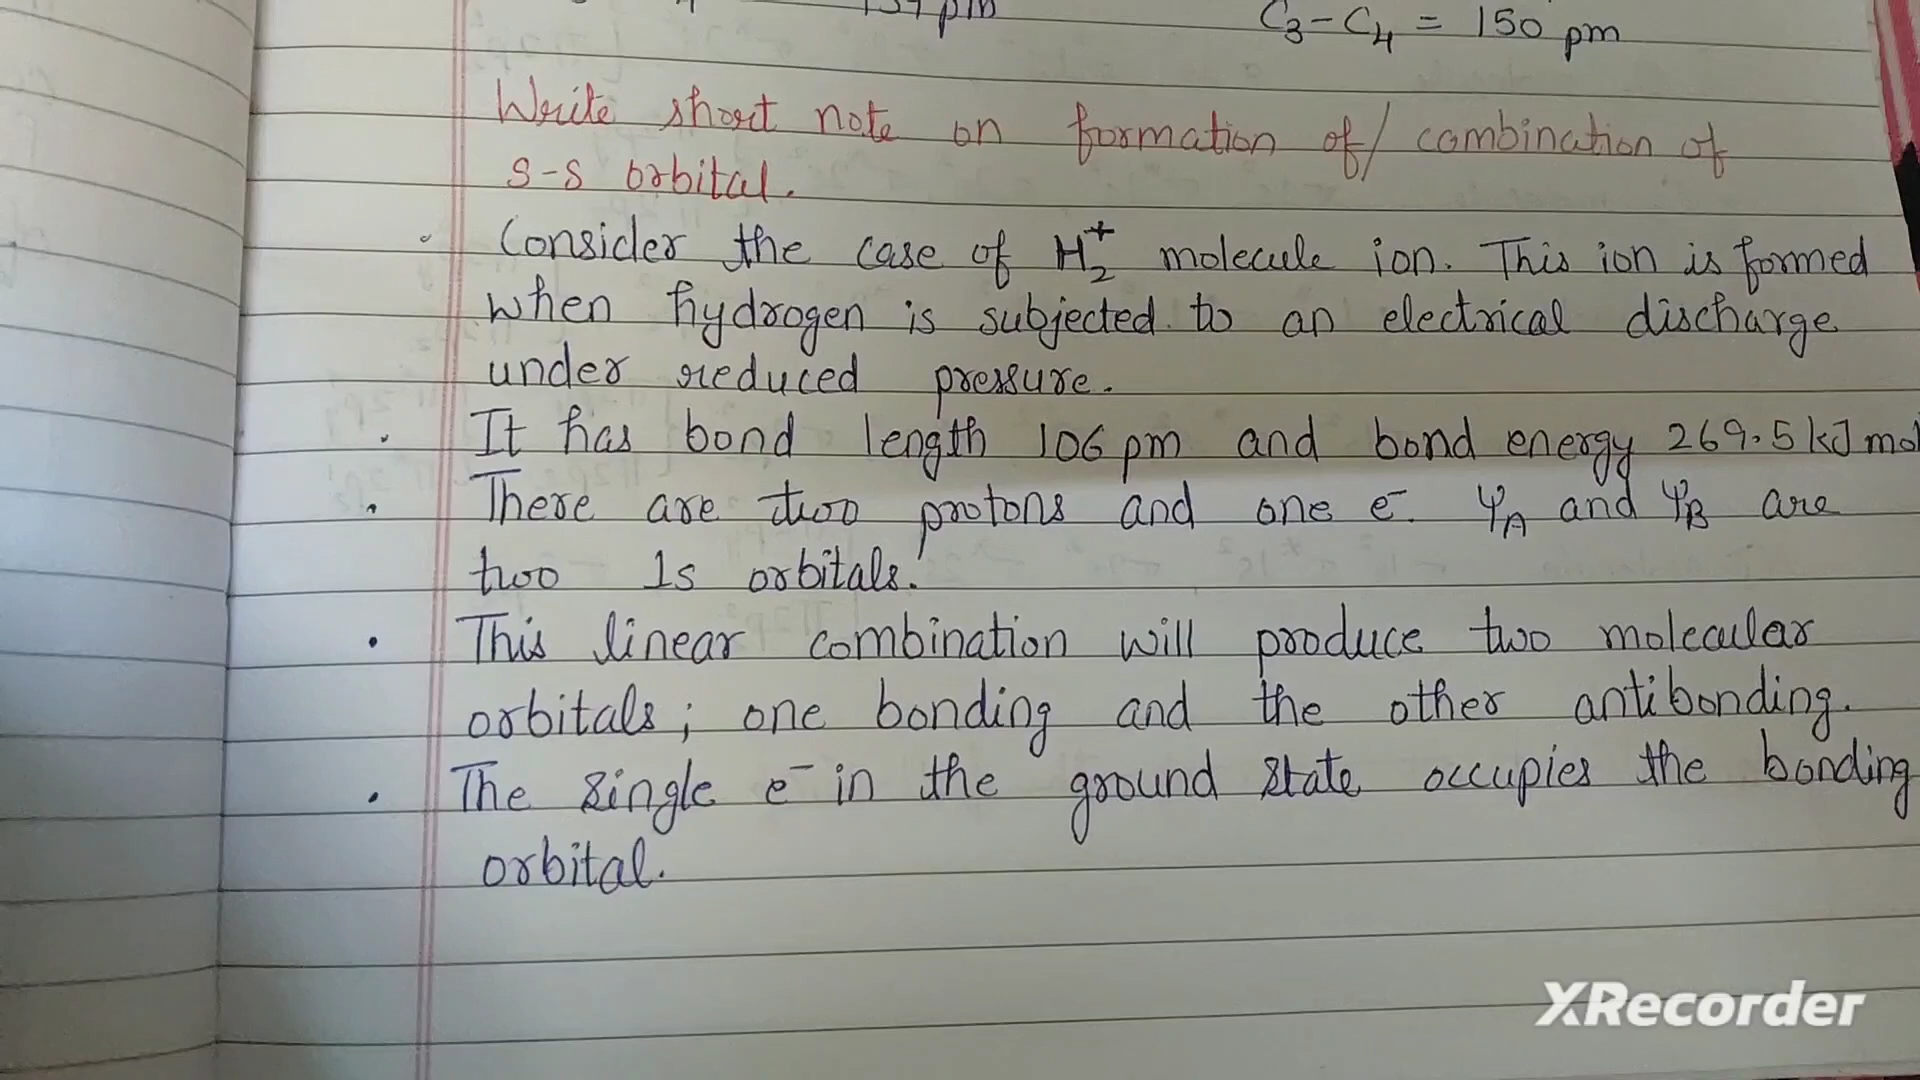 137 pm C₃-C₄ = 150 pm
Write short note on formation of/ combination of
s-s orbital.
Consider the case of H₂⁺ molecule ion. This ion is formed
when hydrogen is subjected to an electrical discharge
under reduced pressure.
It has bond length 106 pm and bond energy 269.5 kJ mol
There are two protons and one e⁻. ΨA and ΨB are
two 1s orbitals.
This linear combination will produce two molecular
orbitals; one bonding and the other antibonding.
The single e⁻ in the ground state occupies the bonding
orbital.
XRecorder